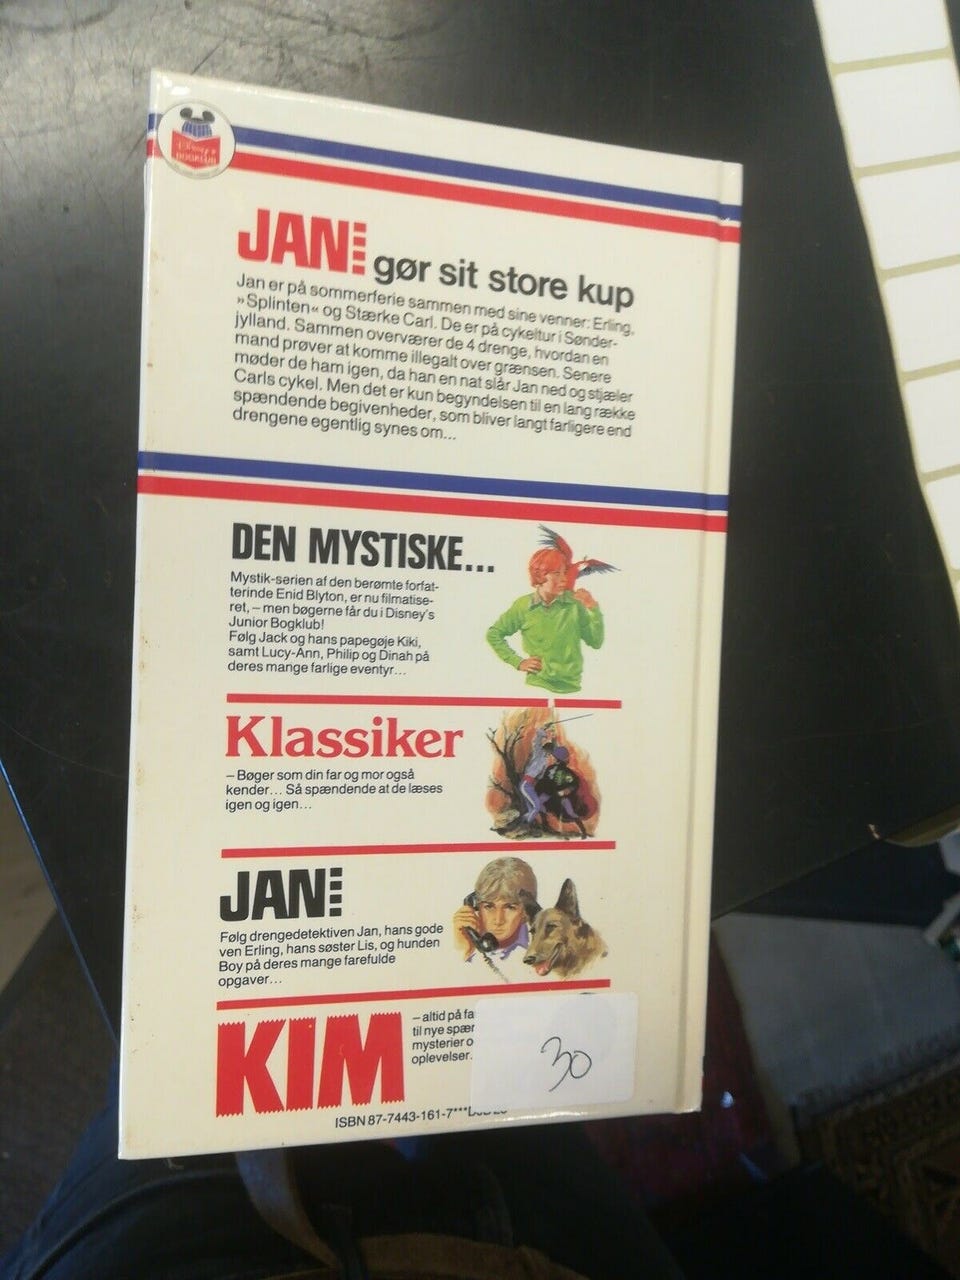 Disney's
BOGKLUB
JAN gør sit store kup
Jan er på sommerferie sammen med sine venner: Erling,
»Splinten« og Stærke Carl. De er på cykeltur i Sønder-
jylland. Sammen overværer de 4 drenge, hvordan en
mand prøver at komme illegalt over grænsen. Senere
møder de ham igen, da han en nat slår Jan ned og stjæler
Carls cykel. Men det er kun begyndelsen til en lang række
spændende begivenheder, som bliver langt farligere end
drengene egentlig synes om...
DEN MYSTISKE...
Mystik-serien af den berømte forfat-
terinde Enid Blyton, er nu filmatise-
ret, – men bøgerne får du i Disney's
Junior Bogklub!
Følg Jack og hans papegøje Kiki,
samt Lucy-Ann, Philip og Dinah på
deres mange farlige eventyr...
Klassiker
– Bøger som din far og mor også
kender... Så spændende at de læses
igen og igen...
JAN
Følg drengedetektiven Jan, hans gode
ven Erling, hans søster Lis, og hunden
Boy på deres mange farefulde
opgaver...
KIM
– altid på fa
til nye spæn
mysterier o
oplevelser.
30
ISBN 87-7443-161-7***